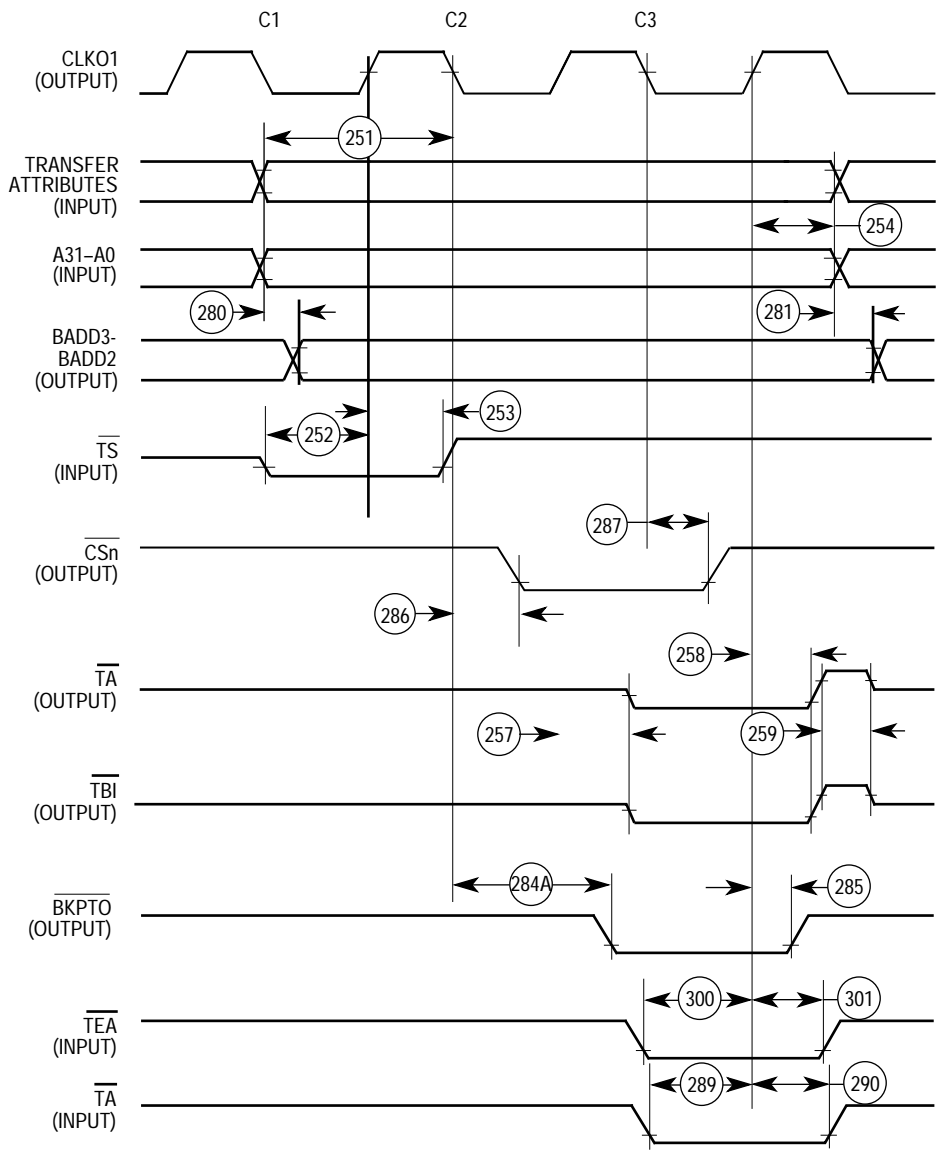 C1 C2 C3
CLKO1
(OUTPUT)
251
TRANSFER
ATTRIBUTES
(INPUT)
254
A31–A0
(INPUT)
280 281
BADD3-
BADD2
(OUTPUT)
253
252
TS
(INPUT)
287
CSn
(OUTPUT)
286
258
TA
(OUTPUT)
257 259
TBI
(OUTPUT)
284A 285
BKPTO
(OUTPUT)
300 301
TEA
(INPUT)
289 290
TA
(INPUT)